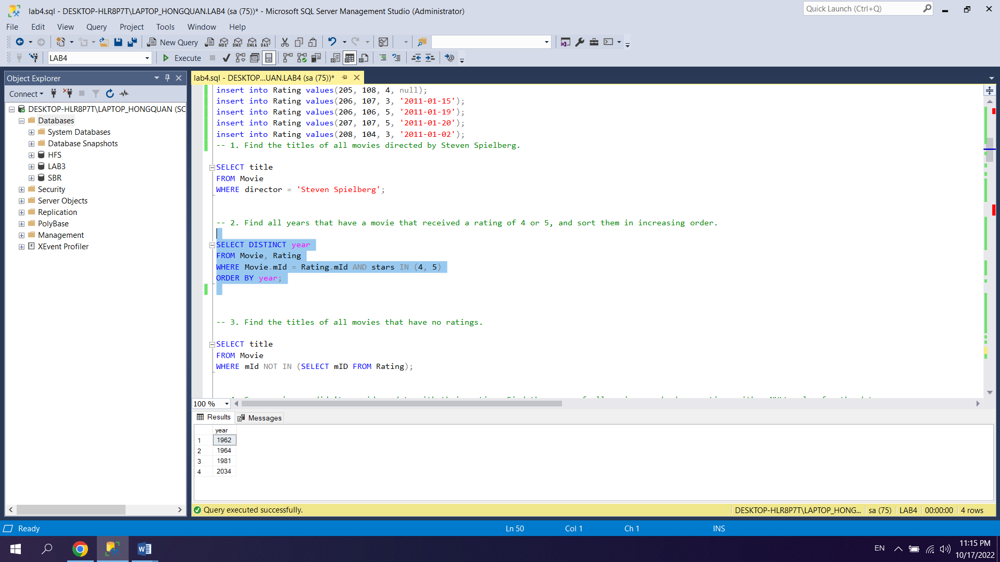 lab4.sql - DESKTOP-HLR8P7T\LAPTOP_HONGQUAN.LAB4 (sa (75))* - Microsoft SQL Server Management Studio (Administrator)
Quick Launch (Ctrl+Q)
File Edit View Query Project Tools Window Help
New Query MDX DMX XMLA DAX
LAB4 Execute
Object Explorer
lab4.sql - DESKTOP...UAN.LAB4 (sa (75))*
Connect
DESKTOP-HLR8P7T\LAPTOP_HONGQUAN (SC
Databases
System Databases
Database Snapshots
HFS
LAB3
SBR
Security
Server Objects
Replication
PolyBase
Management
XEvent Profiler
insert into Rating values(205, 108, 4, null);
insert into Rating values(206, 107, 3, '2011-01-15');
insert into Rating values(206, 106, 5, '2011-01-19');
insert into Rating values(207, 107, 5, '2011-01-20');
insert into Rating values(208, 104, 3, '2011-01-02');
-- 1. Find the titles of all movies directed by Steven Spielberg.
SELECT title
FROM Movie
WHERE director = 'Steven Spielberg';
-- 2. Find all years that have a movie that received a rating of 4 or 5, and sort them in increasing order.
SELECT DISTINCT year
FROM Movie, Rating
WHERE Movie.mId = Rating.mId AND stars IN (4, 5)
ORDER BY year;
-- 3. Find the titles of all movies that have no ratings.
SELECT title
FROM Movie
WHERE mId NOT IN (SELECT mID FROM Rating);
100 %
Results Messages
year
1 1962
2 1964
3 1981
4 2034
Query executed successfully.
DESKTOP-HLR8P7T\LAPTOP_HONG... sa (75) LAB4 00:00:00 4 rows
Ready Ln 50 Col 1 Ch 1 INS
EN
11:15 PM
10/17/2022